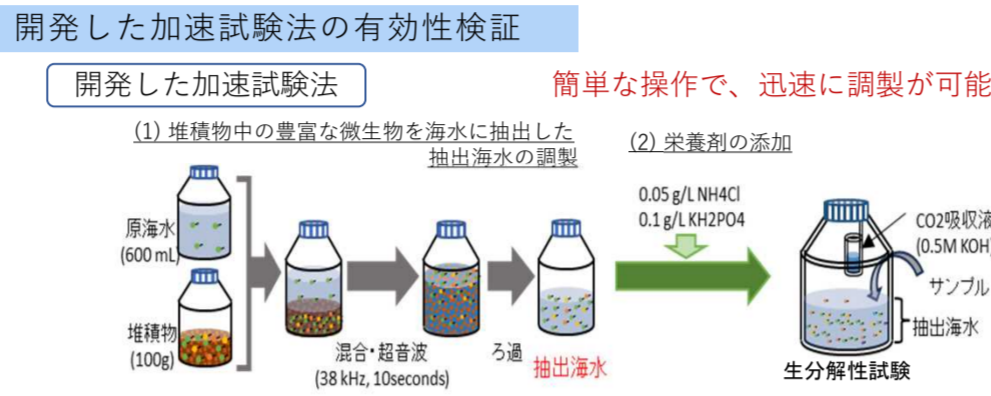 開発した加速試験法の有効性検証
開発した加速試験法
簡単な操作で、迅速に調製が可能
(1) 堆積物中の豊富な微生物を海水に抽出した
抽出海水の調製
(2) 栄養剤の添加
原海水
(600 mL)
堆積物
(100g)
混合・超音波
(38 kHz, 10seconds)
ろ過
抽出海水
0.05 g/L NH4Cl
0.1 g/L KH2PO4
CO2吸収液
(0.5M KOH)
サンプル
抽出海水
生分解性試験